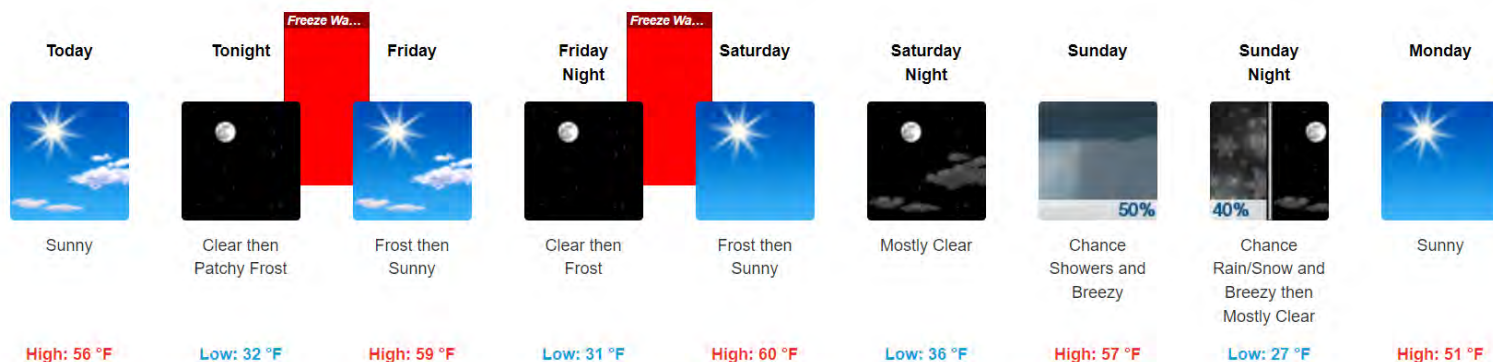 Freeze Wa...
Freeze Wa...
Today
Tonight
Friday
Friday
Night
Saturday
Saturday
Night
Sunday
Sunday
Night
Monday
50%
40%
Sunny
Clear then
Patchy Frost
Frost then
Sunny
Clear then
Frost
Frost then
Sunny
Mostly Clear
Chance
Showers and
Breezy
Chance
Rain/Snow and
Breezy then
Mostly Clear
Sunny
High: 56 °F
Low: 32 °F
High: 59 °F
Low: 31 °F
High: 60 °F
Low: 36 °F
High: 57 °F
Low: 27 °F
High: 51 °F